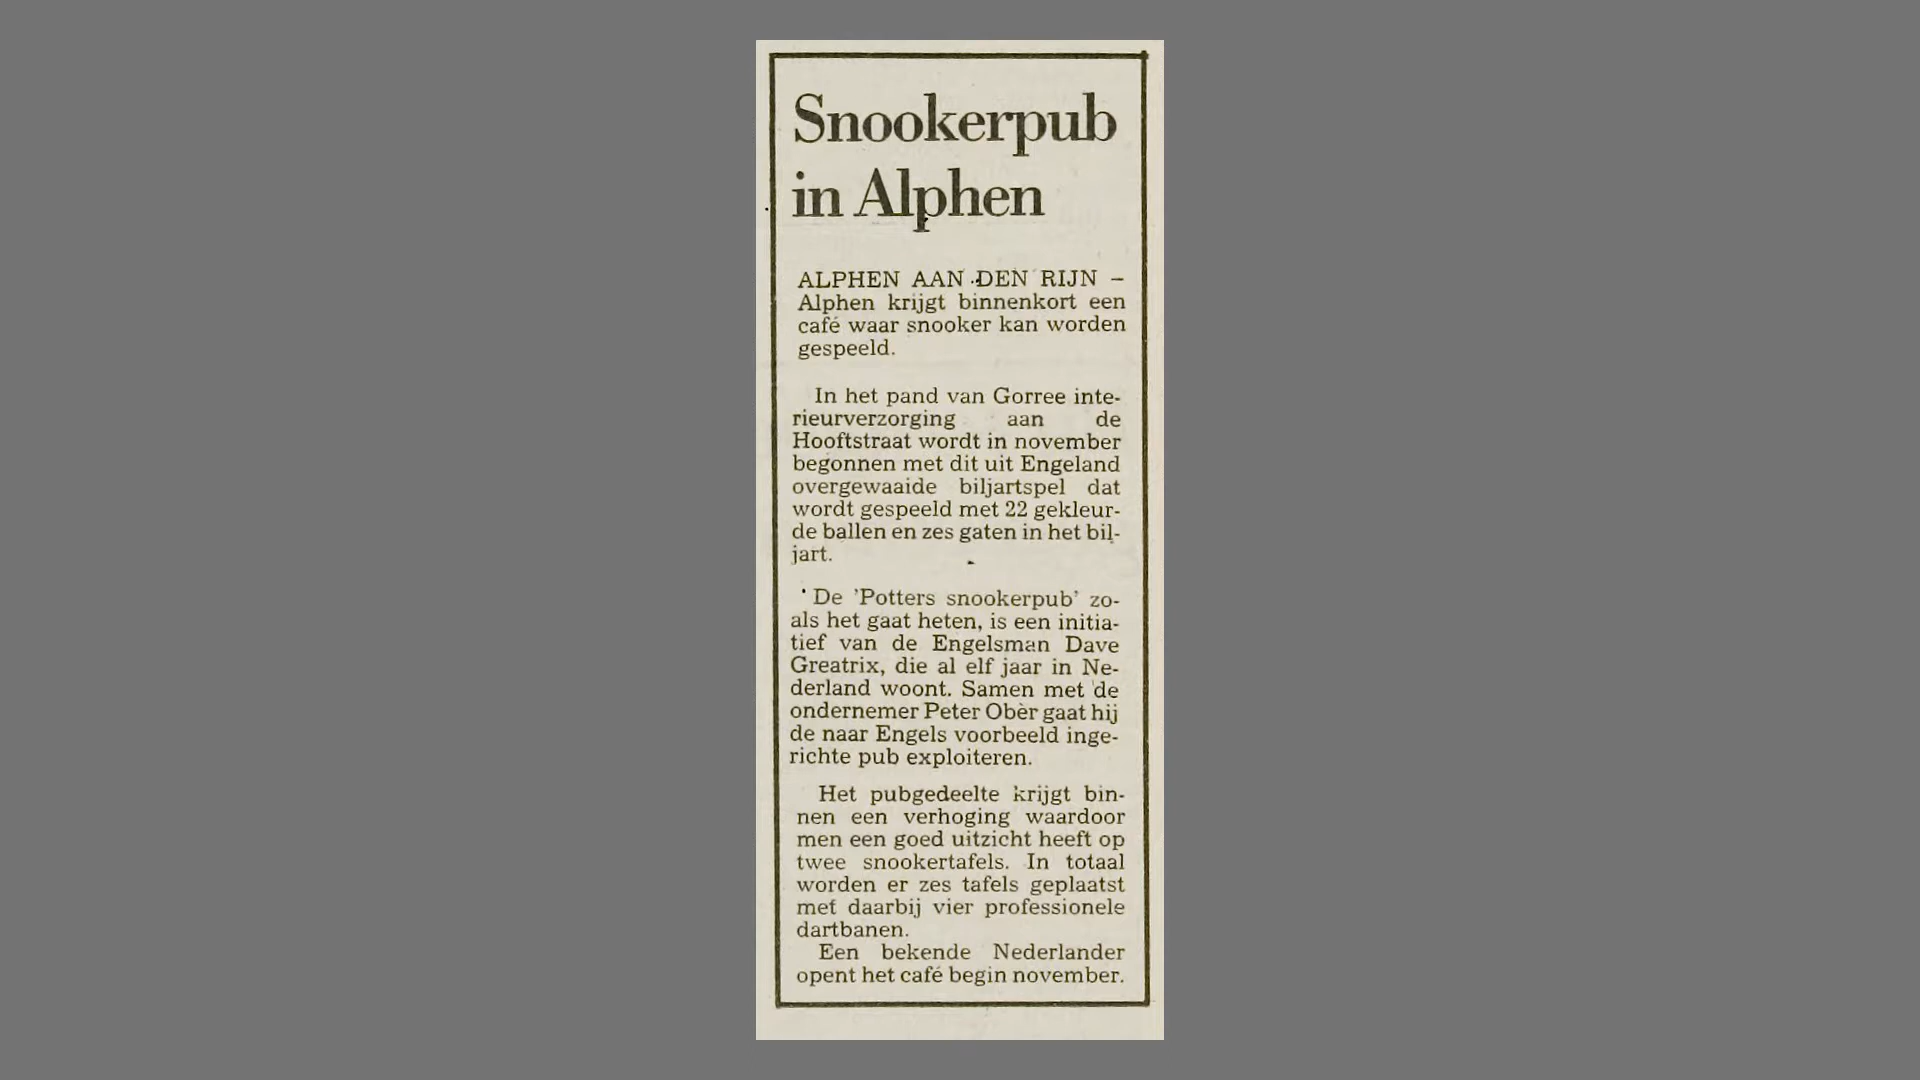 Snookerpub
in Alphen
ALPHEN AAN DEN RIJN –
Alphen krijgt binnenkort een
café waar snooker kan worden
gespeeld.
In het pand van Gorree inte-
rieurverzorging aan de
Hooftstraat wordt in november
begonnen met dit uit Engeland
overgewaaide biljartspel dat
wordt gespeeld met 22 gekleur-
de ballen en zes gaten in het bil-
jart.
De 'Potters snookerpub' zo-
als het gaat heten, is een initia-
tief van de Engelsman Dave
Greatrix, die al elf jaar in Ne-
derland woont. Samen met de
ondernemer Peter Obèr gaat hij
de naar Engels voorbeeld inge-
richte pub exploiteren.
Het pubgedeelte krijgt bin-
nen een verhoging waardoor
men een goed uitzicht heeft op
twee snookertafels. In totaal
worden er zes tafels geplaatst
met daarbij vier professionele
dartbanen.
Een bekende Nederlander
opent het café begin november.